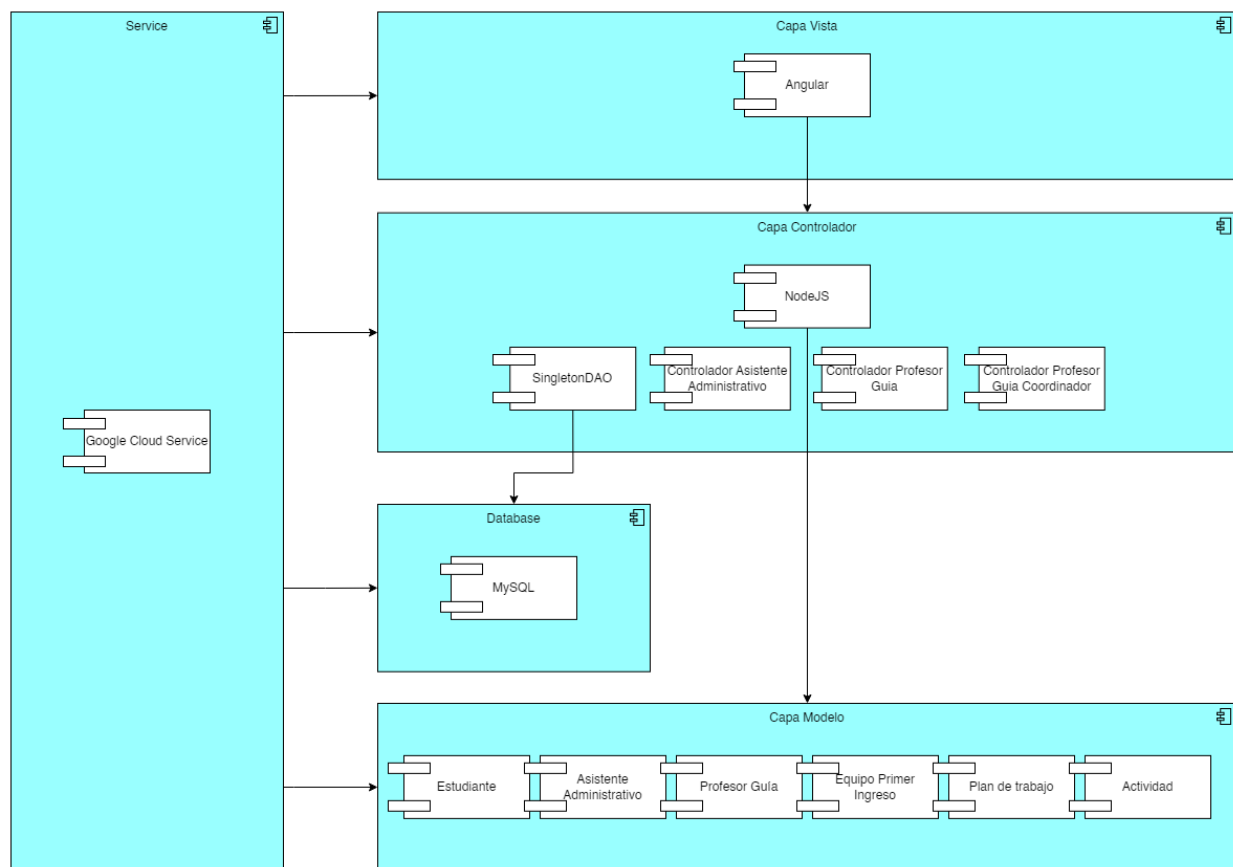 Service
Capa Vista
Angular
Capa Controlador
NodeJS
SingletonDAO
Controlador Asistente
Administrativo
Controlador Profesor
Guia
Controlador Profesor
Guia Coordinador
Google Cloud Service
Database
MySQL
Capa Modelo
Estudiante
Asistente
Administrativo
Profesor Guía
Equipo Primer
Ingreso
Plan de trabajo
Actividad